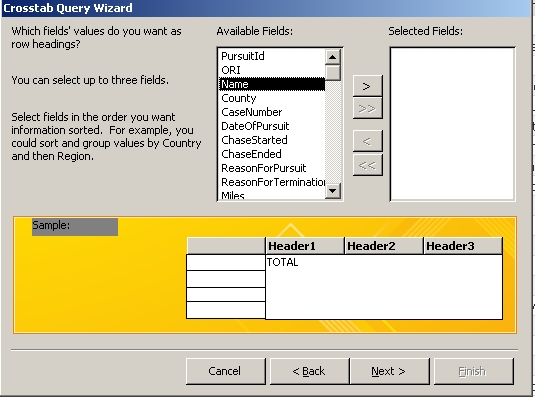 Crosstab Query Wizard
Which fields' values do you want as
row headings?
You can select up to three fields.
Select fields in the order you want
information sorted.  For example, you
could sort and group values by Country
and then Region.
Available Fields:
PursuitId
ORI
Name
County
CaseNumber
DateOfPursuit
ChaseStarted
ChaseEnded
ReasonForPursuit
ReasonForTermination
Miles
>
>>
<
<<
Selected Fields:
Sample:
Header1 Header2 Header3
TOTAL
Cancel < Back Next > Finish